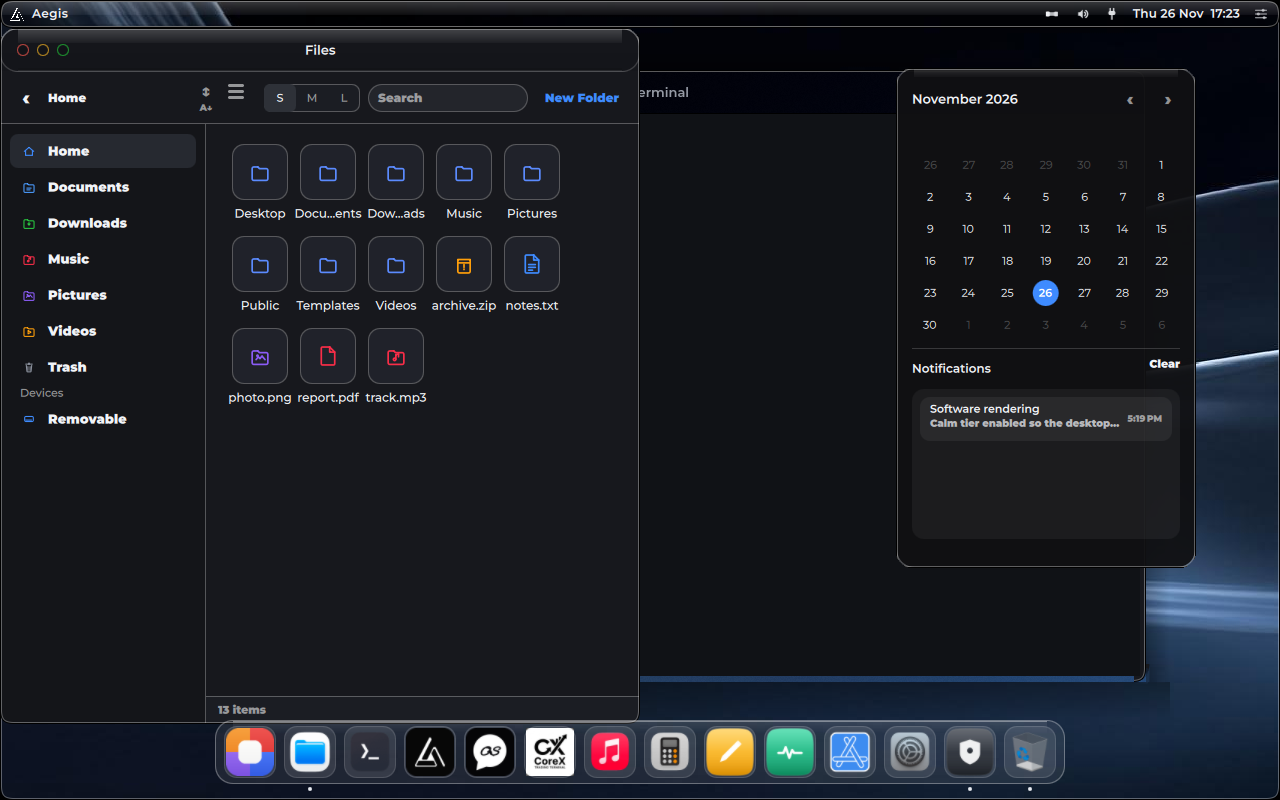 Aegis
Thu 26 Nov 17:23
Files
Home
A+
S M L
Search
New Folder
Home
Documents
Downloads
Music
Pictures
Videos
Trash
Devices
Removable
Desktop Docu...ents Dow...ads Music Pictures
Public Templates Videos archive.zip notes.txt
photo.png report.pdf track.mp3
13 items
erminal
November 2026
26 27 28 29 30 31 1
2 3 4 5 6 7 8
9 10 11 12 13 14 15
16 17 18 19 20 21 22
23 24 25 26 27 28 29
30 1 2 3 4 5 6
Notifications
Clear
Software rendering
Calm tier enabled so the desktop...
5:19 PM
as
CX
CoreX